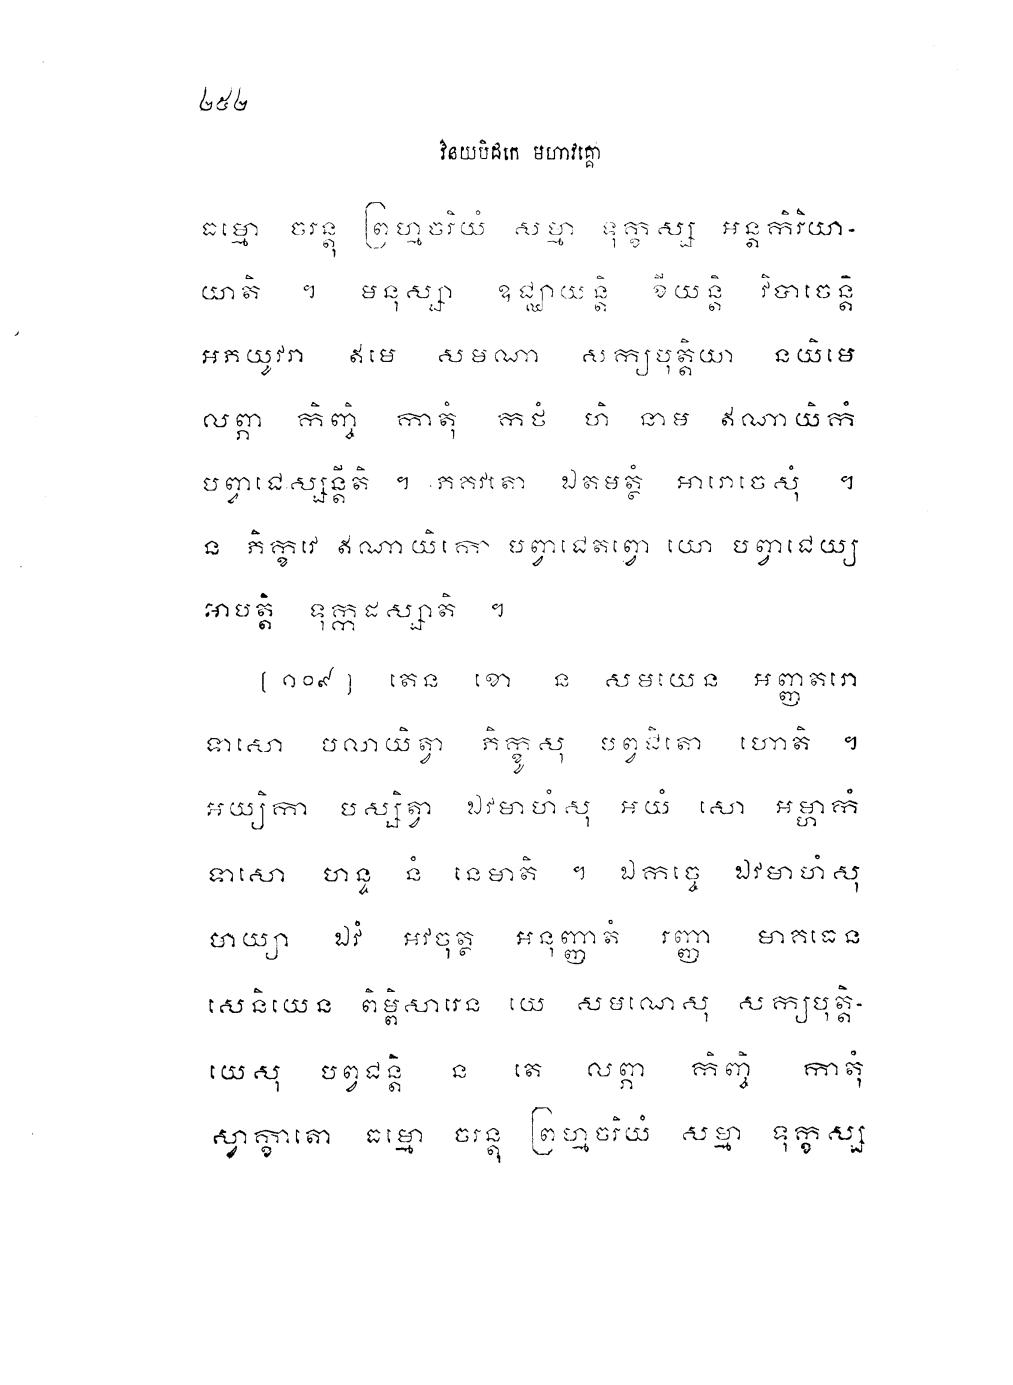 ២៥២
វិនយបិដកេ មហាវគ្គោ
ធម្មោ ចរន្តុ ព្រហ្មចរិយំ សម្មា ទុក្ខស្ស អន្តកិរិយា-
យាតិ ។ មនុស្សា ឧជ្ឈាយន្តិ ខីយន្តិ វិបាចេន្តិ
អភយូវរា ឥមេ សមណា សក្យបុត្តិយា នយិមេ
លព្ភា កិញ្ចិ កាតុំ កថំ ហិ នាម ឥណាយិកំ
បព្វាជេស្សន្តីតិ ។ ភគវតោ ឯតមត្ថំ អារោចេសុំ ។
ន ភិក្ខវេ ឥណាយិកោ បព្វាជេតព្វោ យោ បព្វាជេយ្យ
អាបត្តិ ទុក្កដស្សាតិ ។
[១០៩] តេន ខោ ន សមយេន អញ្ញតរោ
ទាសោ បលាយិត្វា ភិក្ខូសុ បព្វជិតោ ហោតិ ។
អយ្យិកា បស្សិត្វា ឯវមាហំសុ អយំ សោ អម្ហាកំ
ទាសោ ហន្ទ នំ នេមាតិ ។ ឯកច្ចេ ឯវមាហំសុ
មាយ្យា ឯវំ អវចុត្ថ អនុញ្ញាតំ រញ្ញា មាគធេន
សេនិយេន ពិម្ពិសារេន យេ សមណេសុ សក្យបុត្តិ-
យេសុ បព្វជន្តិ ន តេ លព្ភា កិញ្ចិ កាតុំ
ស្វាក្ខាតោ ធម្មោ ចរន្តុ ព្រហ្មចរិយំ សម្មា ទុក្ខស្ស